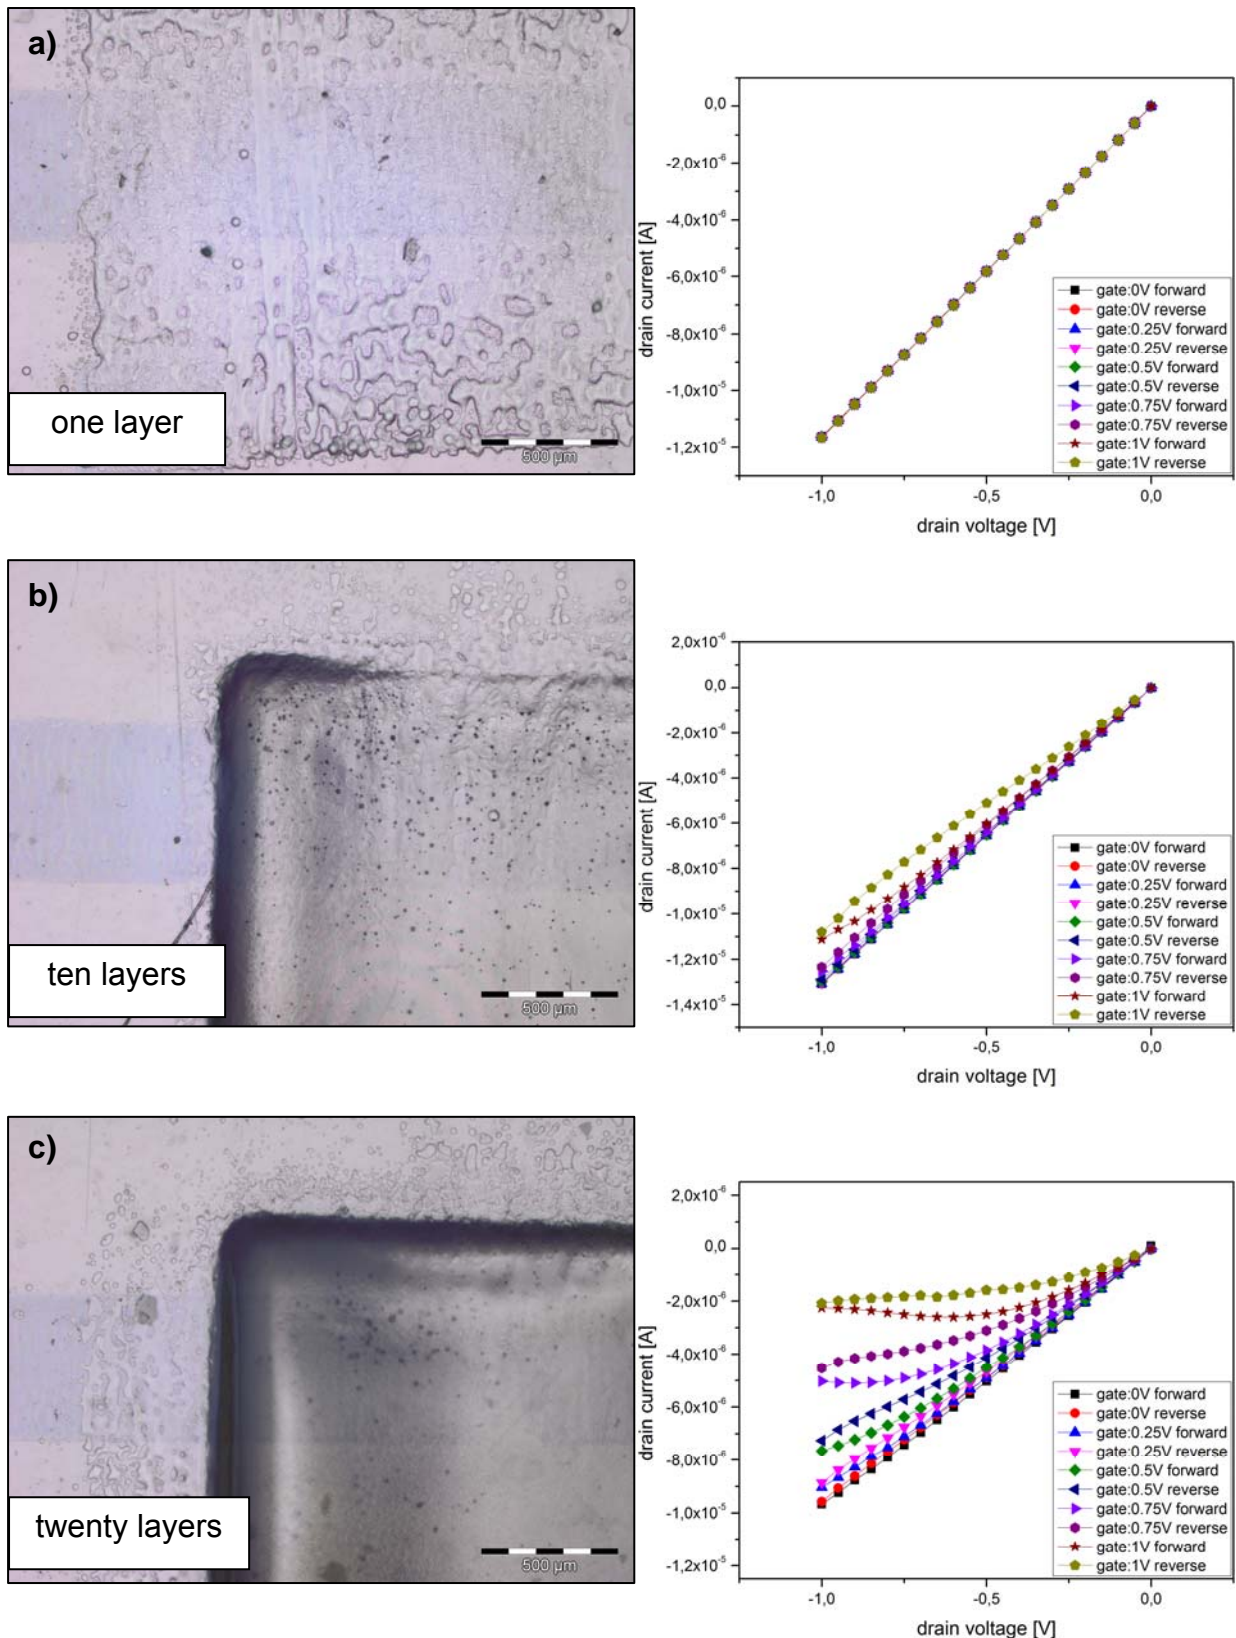 a)
one layer
500 µm
0,0
-2,0x10⁻⁶
-4,0x10⁻⁶
-6,0x10⁻⁶
-8,0x10⁻⁶
-1,0x10⁻⁵
-1,2x10⁻⁵
drain current [A]
gate:0V forward
gate:0V reverse
gate:0.25V forward
gate:0.25V reverse
gate:0.5V forward
gate:0.5V reverse
gate:0.75V forward
gate:0.75V reverse
gate:1V forward
gate:1V reverse
-1,0 -0,5 0,0
drain voltage [V]
b)
ten layers
500 µm
2,0x10⁻⁶
0,0
-2,0x10⁻⁶
-4,0x10⁻⁶
-6,0x10⁻⁶
-8,0x10⁻⁶
-1,0x10⁻⁵
-1,2x10⁻⁵
-1,4x10⁻⁵
drain current [A]
gate:0V forward
gate:0V reverse
gate:0.25V forward
gate:0.25V reverse
gate:0.5V forward
gate:0.5V reverse
gate:0.75V forward
gate:0.75V reverse
gate:1V forward
gate:1V reverse
-1,0 -0,5 0,0
drain voltage [V]
c)
twenty layers
500 µm
2,0x10⁻⁶
0,0
-2,0x10⁻⁶
-4,0x10⁻⁶
-6,0x10⁻⁶
-8,0x10⁻⁶
-1,0x10⁻⁵
-1,2x10⁻⁵
drain current [A]
gate:0V forward
gate:0V reverse
gate:0.25V forward
gate:0.25V reverse
gate:0.5V forward
gate:0.5V reverse
gate:0.75V forward
gate:0.75V reverse
gate:1V forward
gate:1V reverse
-1,0 -0,5 0,0
drain voltage [V]